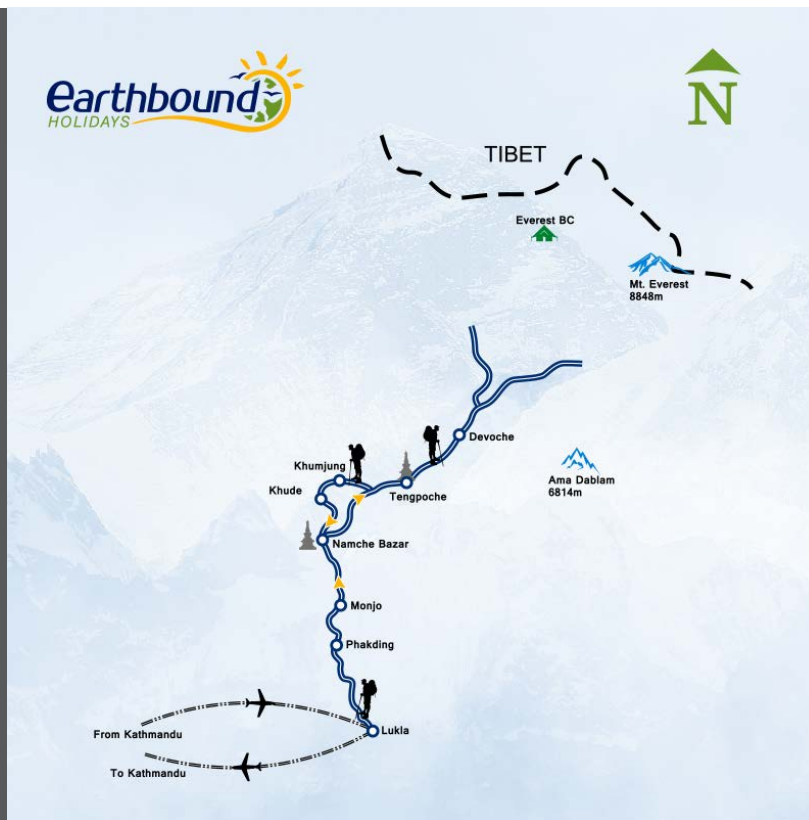 earthbound
HOLIDAYS
N
TIBET
Everest BC
Mt. Everest
8848m
Devoche
Khumjung
Ama Dablam
6814m
Khude
Tengpoche
Namche Bazar
Monjo
Phakding
From Kathmandu
Lukla
To Kathmandu